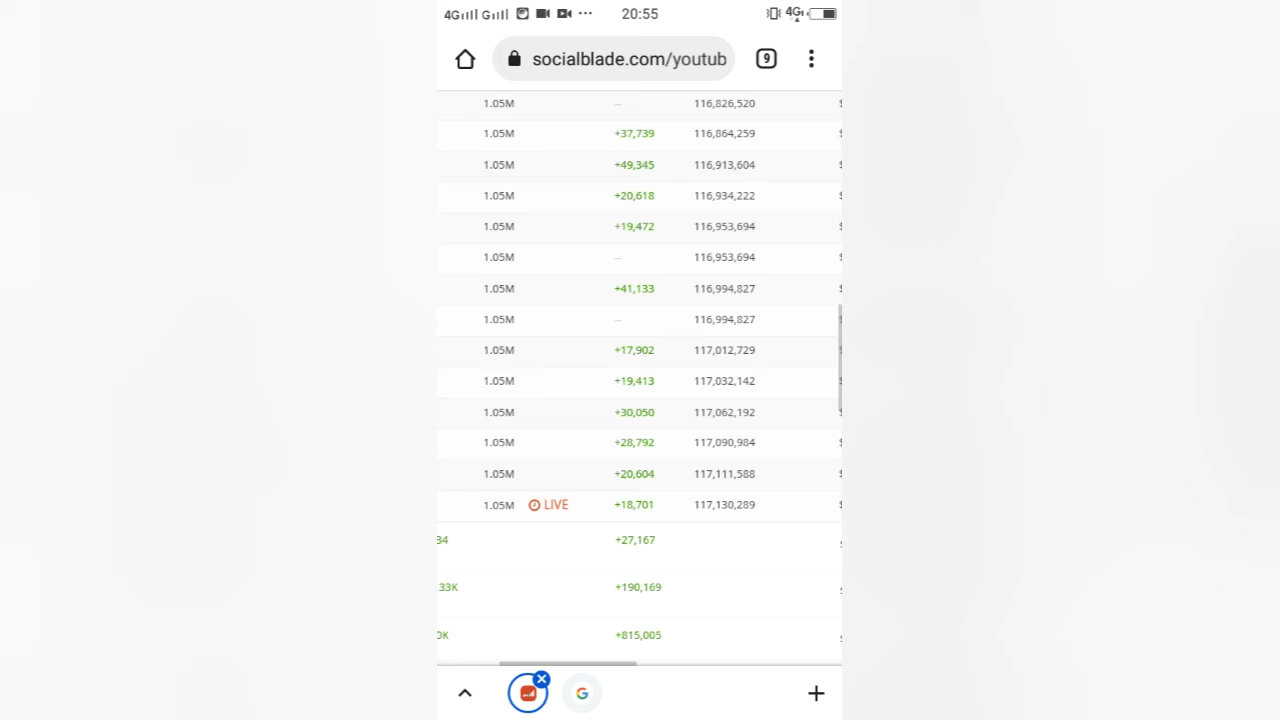 4G G ... 20:55 4G
socialblade.com/youtub 9
1.05M -- 116,826,520 $
1.05M +37,739 116,864,259 $
1.05M +49,345 116,913,604 $
1.05M +20,618 116,934,222 $
1.05M +19,472 116,953,694 $
1.05M -- 116,953,694 $
1.05M +41,133 116,994,827 $
1.05M -- 116,994,827 $
1.05M +17,902 117,012,729 $
1.05M +19,413 117,032,142 $
1.05M +30,050 117,062,192 $
1.05M +28,792 117,090,984 $
1.05M +20,604 117,111,588 $
1.05M LIVE +18,701 117,130,289 $
84 +27,167 $
33K +190,169 $
0K +815,005 $